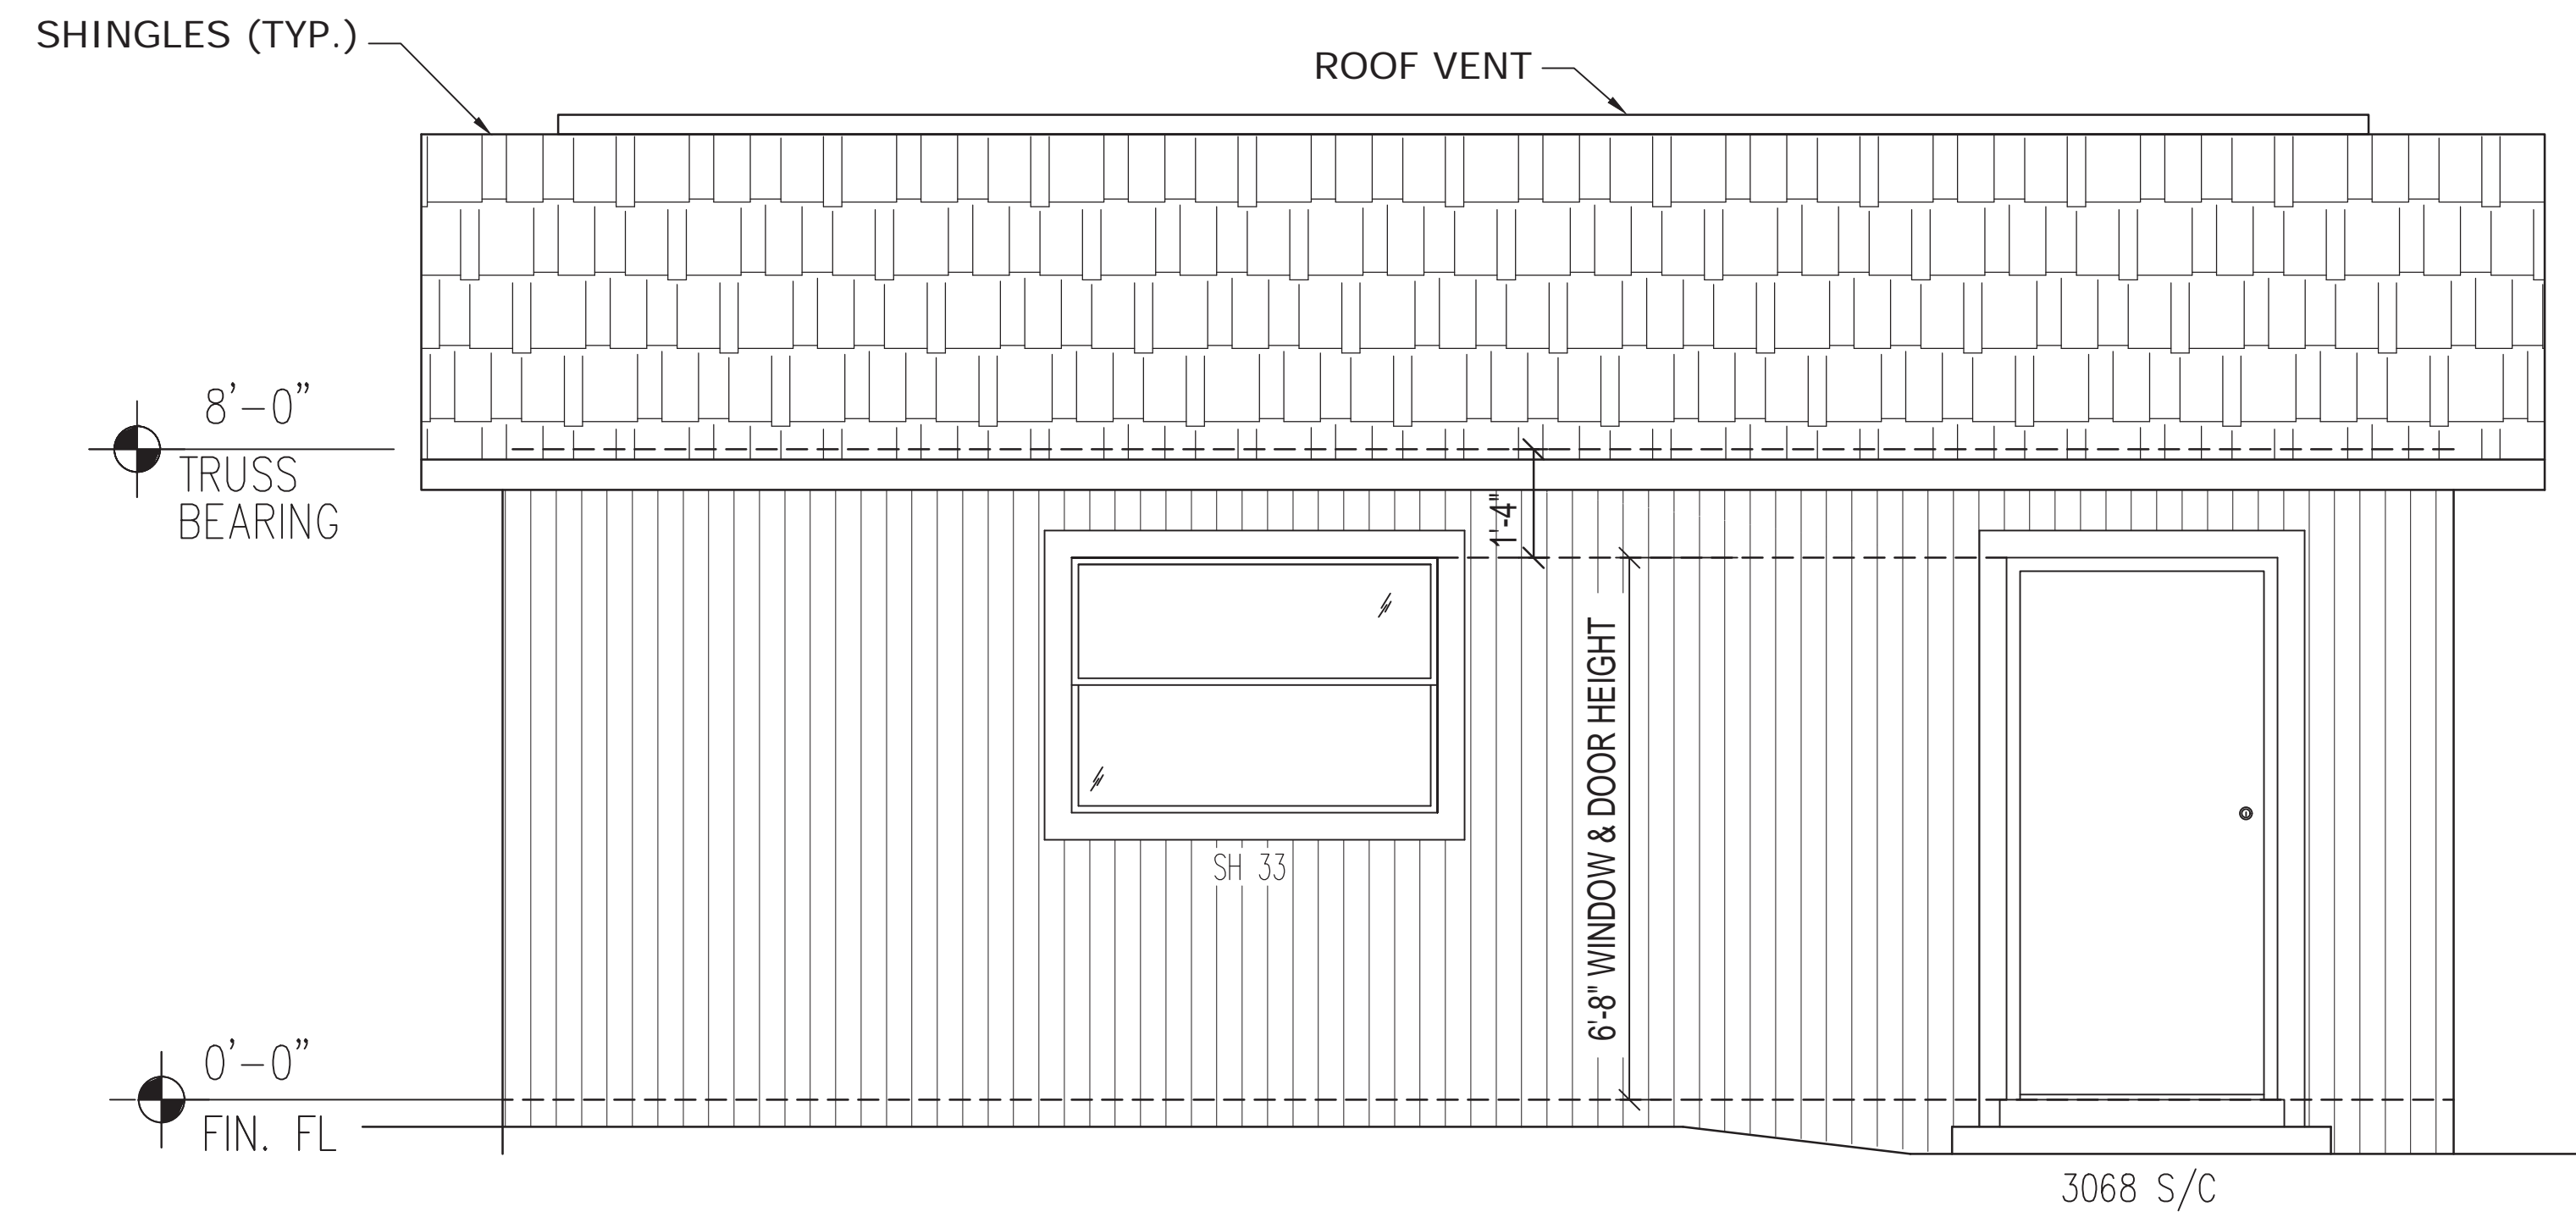 SHINGLES (TYP.)
ROOF VENT
8'-0"
TRUSS
BEARING
1'-4"
6'-8" WINDOW & DOOR HEIGHT
SH 33
0'-0"
FIN. FL
3068 S/C